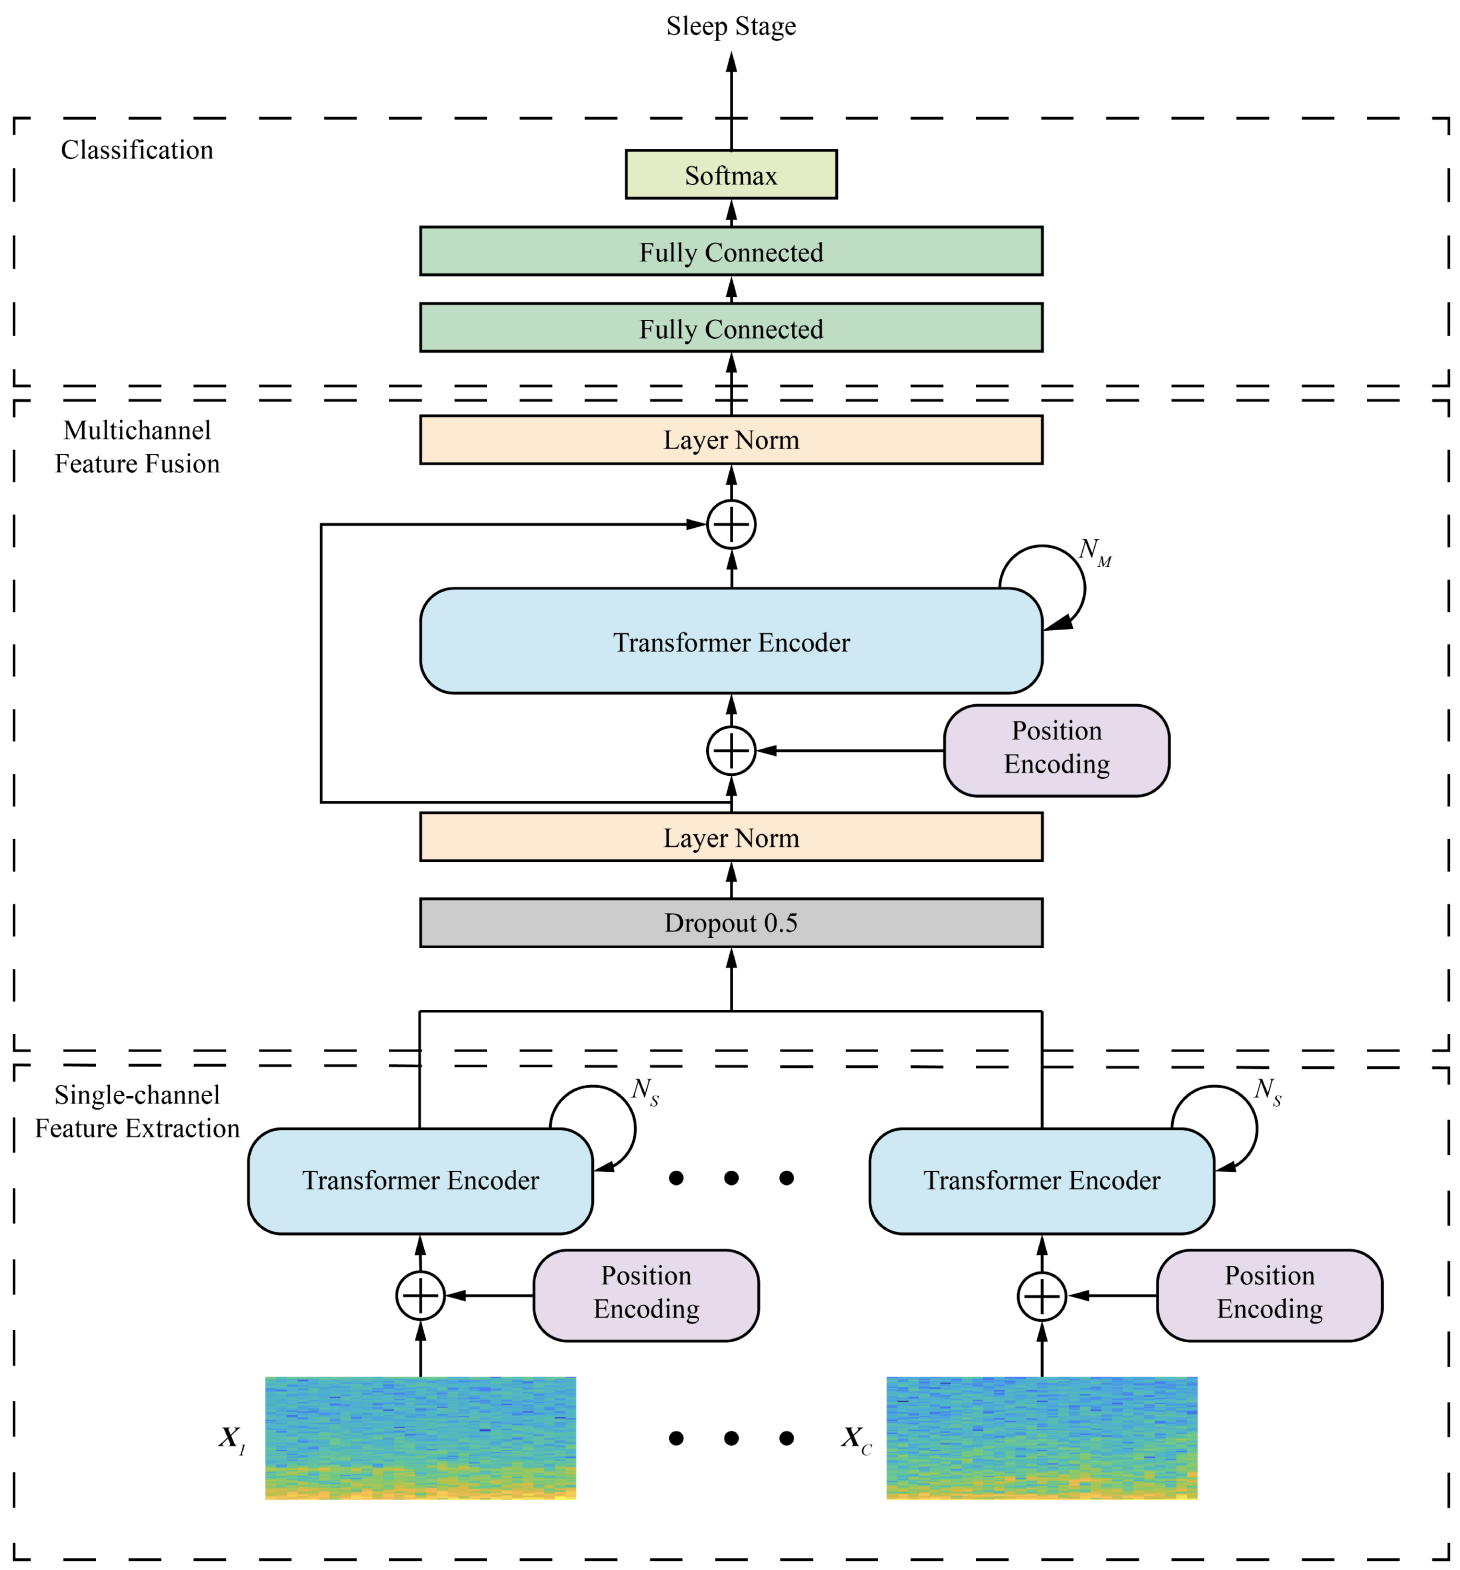 Sleep Stage
Classification
Softmax
Fully Connected
Fully Connected
Multichannel
Feature Fusion
Layer Norm
N_M
Transformer Encoder
Position
Encoding
Layer Norm
Dropout 0.5
Single-channel
Feature Extraction
N_S
N_S
Transformer Encoder
Transformer Encoder
Position
Encoding
Position
Encoding
X_1
X_C